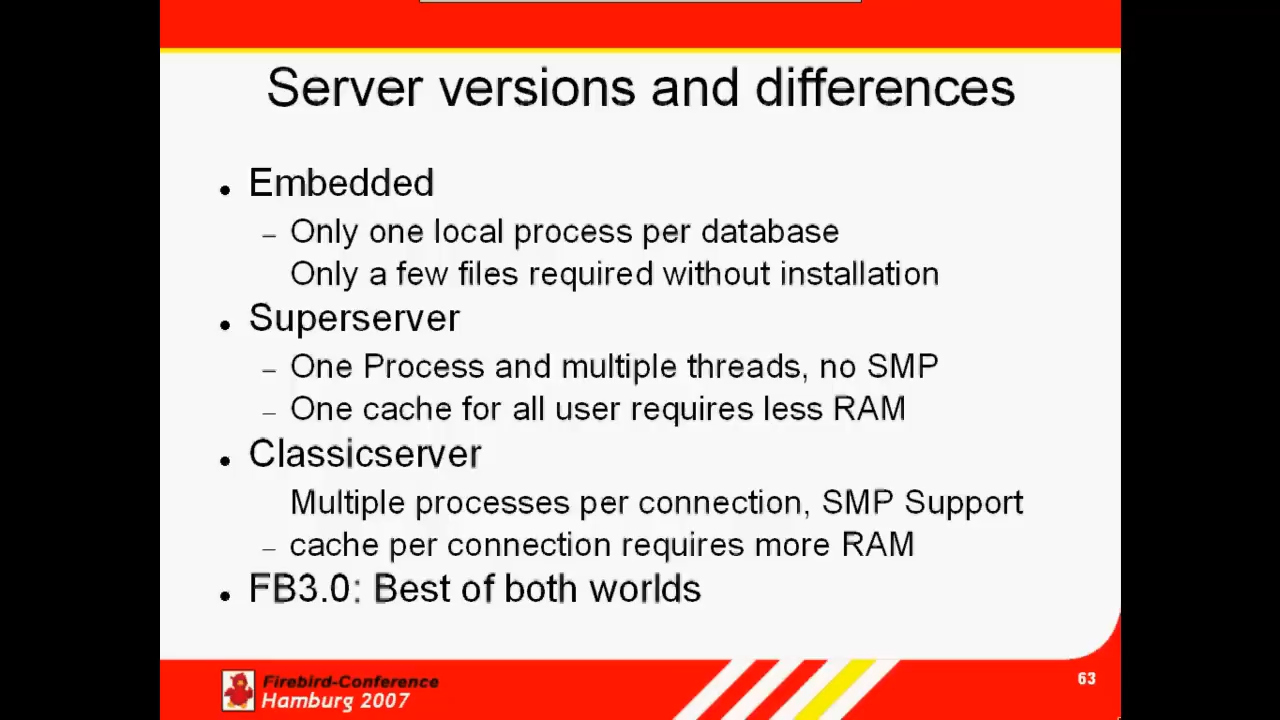 Server versions and differences
● Embedded
– Only one local process per database
Only a few files required without installation
● Superserver
– One Process and multiple threads, no SMP
– One cache for all user requires less RAM
● Classicserver
Multiple processes per connection, SMP Support
– cache per connection requires more RAM
● FB3.0: Best of both worlds
Firebird-Conference
Hamburg 2007
63